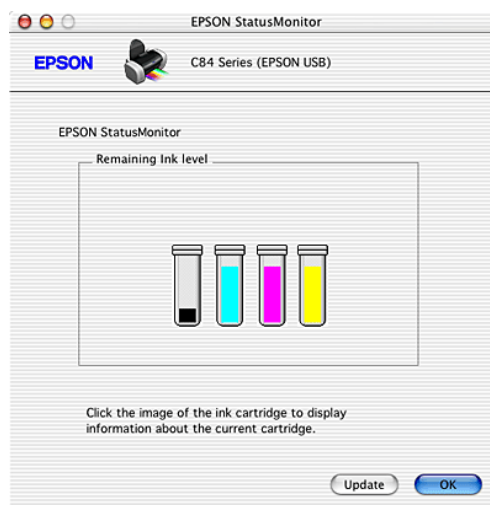 EPSON StatusMonitor
EPSON
C84 Series (EPSON USB)
EPSON StatusMonitor
Remaining Ink level
Click the image of the ink cartridge to display
information about the current cartridge.
Update
OK